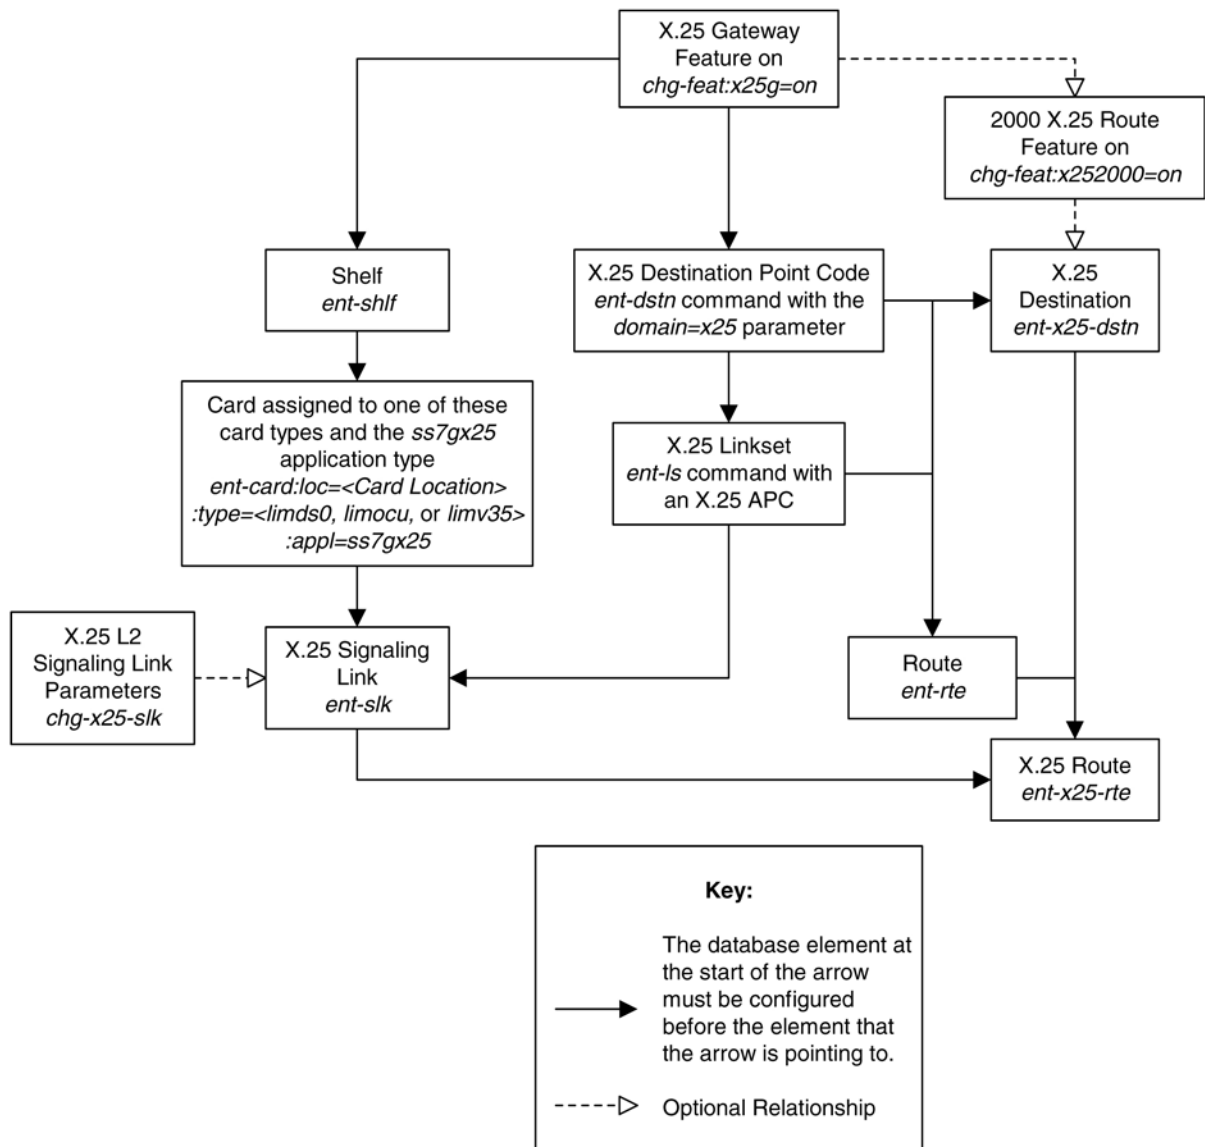 X.25 Gateway
Feature on
chg-feat:x25g=on
2000 X.25 Route
Feature on
chg-feat:x252000=on
Shelf
ent-shlf
X.25 Destination Point Code
ent-dstn command with the
domain=x25 parameter
X.25
Destination
ent-x25-dstn
Card assigned to one of these
card types and the ss7gx25
application type
ent-card:loc=<Card Location>
:type=<limds0, limocu, or limv35>
:appl=ss7gx25
X.25 Linkset
ent-ls command with
an X.25 APC
X.25 L2
Signaling Link
Parameters
chg-x25-slk
X.25 Signaling
Link
ent-slk
Route
ent-rte
X.25 Route
ent-x25-rte
Key:
The database element at
the start of the arrow
must be configured
before the element that
the arrow is pointing to.
Optional Relationship